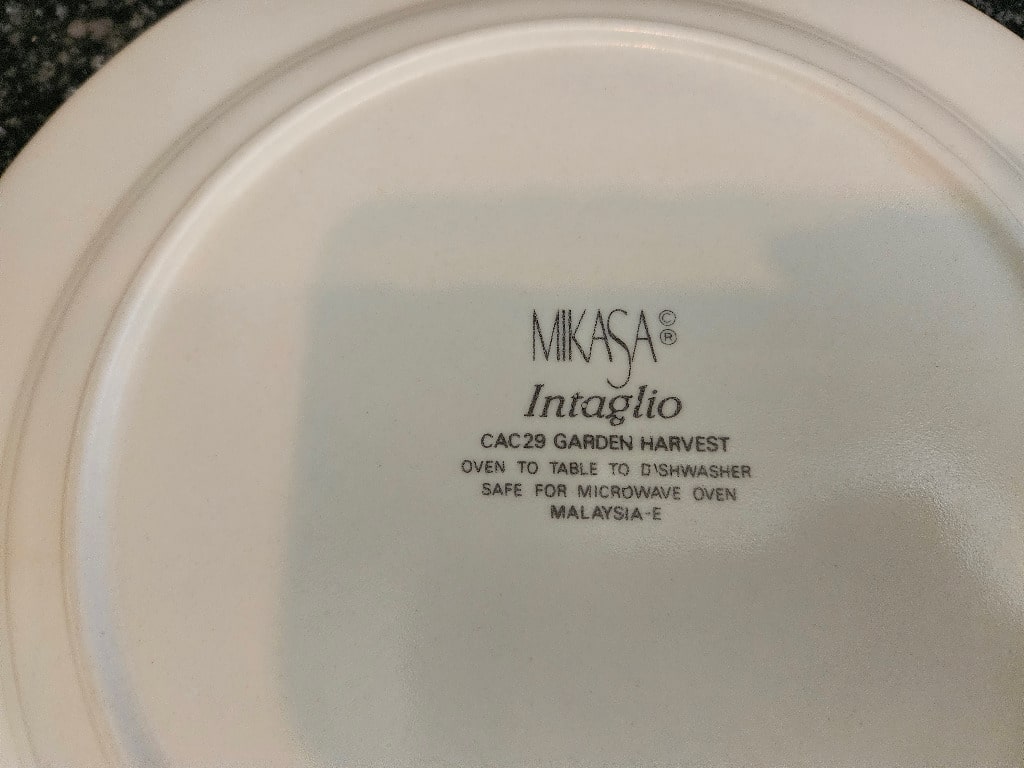 MIKASA ©®
Intaglio
CAC29 GARDEN HARVEST
OVEN TO TABLE TO DISHWASHER
SAFE FOR MICROWAVE OVEN
MALAYSIA-E